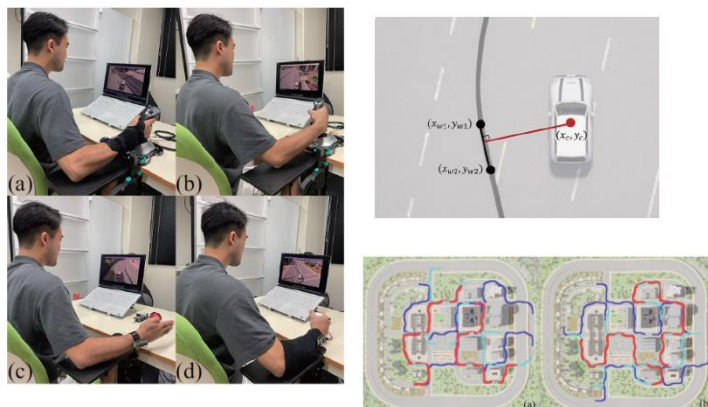 (a)
(b)
(c)
(d)
(x_{w1}, y_{w1})
(x_c, y_c)
(x_{w2}, y_{w2})
(a)
(b)